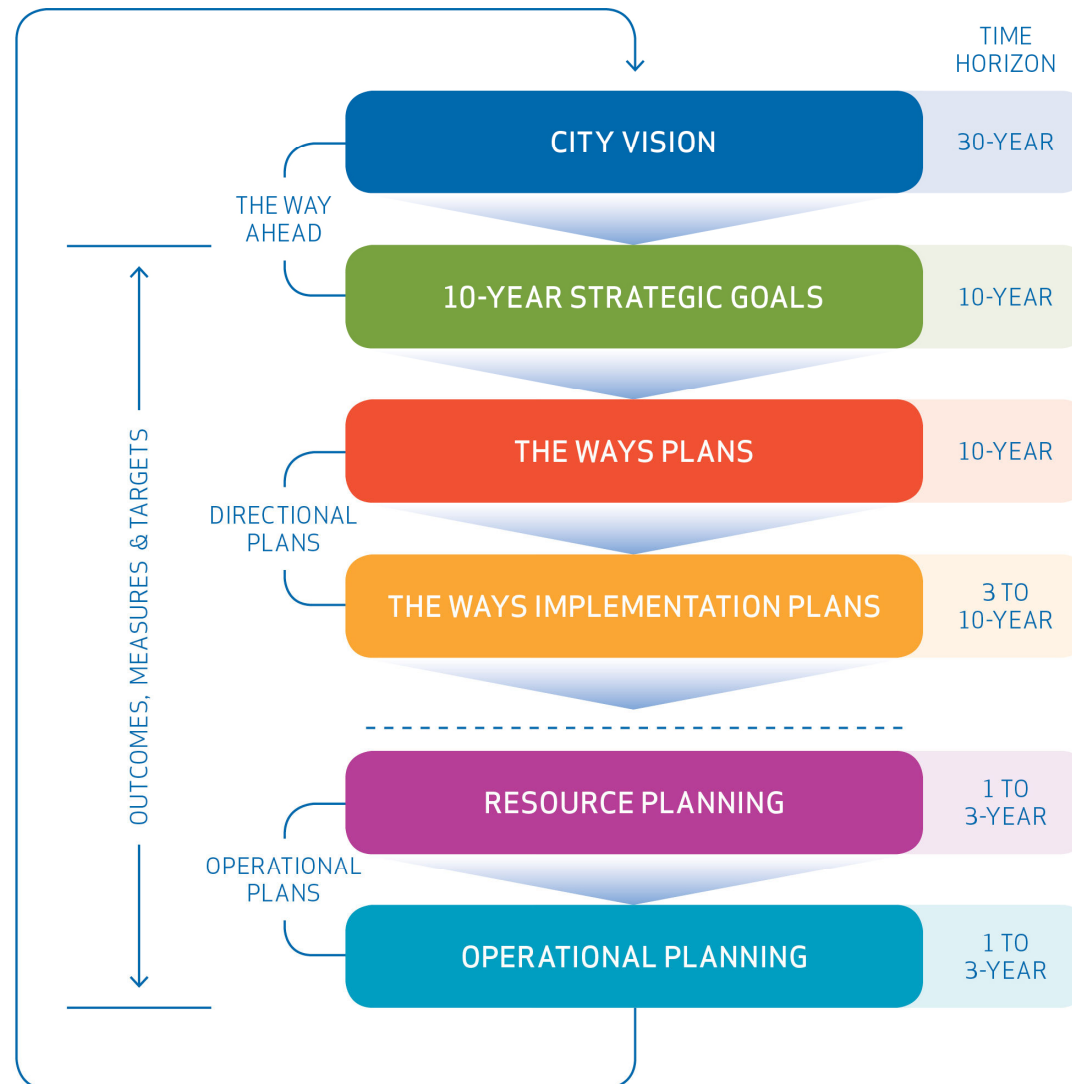 TIME
HORIZON
CITY VISION
30-YEAR
THE WAY
AHEAD
10-YEAR STRATEGIC GOALS
10-YEAR
OUTCOMES, MEASURES & TARGETS
THE WAYS PLANS
10-YEAR
DIRECTIONAL
PLANS
THE WAYS IMPLEMENTATION PLANS
3 TO
10-YEAR
RESOURCE PLANNING
1 TO
3-YEAR
OPERATIONAL
PLANS
OPERATIONAL PLANNING
1 TO
3-YEAR